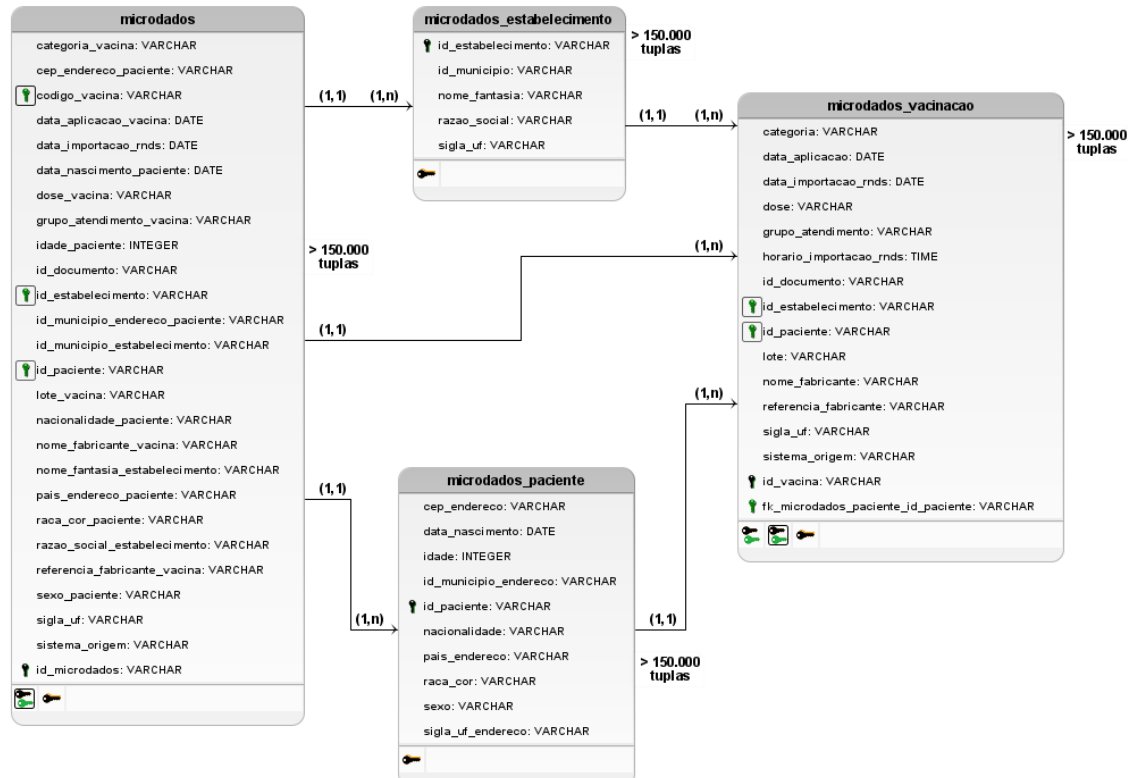 microdados
categoria_vacina: VARCHAR
cep_endereco_paciente: VARCHAR
codigo_vacina: VARCHAR
data_aplicacao_vacina: DATE
data_importacao_rnds: DATE
data_nascimento_paciente: DATE
dose_vacina: VARCHAR
grupo_atendimento_vacina: VARCHAR
idade_paciente: INTEGER
id_documento: VARCHAR
id_estabelecimento: VARCHAR
id_municipio_endereco_paciente: VARCHAR
id_municipio_estabelecimento: VARCHAR
id_paciente: VARCHAR
lote_vacina: VARCHAR
nacionalidade_paciente: VARCHAR
nome_fabricante_vacina: VARCHAR
nome_fantasia_estabelecimento: VARCHAR
pais_endereco_paciente: VARCHAR
raca_cor_paciente: VARCHAR
razao_social_estabelecimento: VARCHAR
referencia_fabricante_vacina: VARCHAR
sexo_paciente: VARCHAR
sigla_uf: VARCHAR
sistema_origem: VARCHAR
id_microdados: VARCHAR
> 150.000
tuplas
(1,1) (1,n)
(1,1)
(1,n)
(1,1)
(1,n)
microdados_estabelecimento
id_estabelecimento: VARCHAR
id_municipio: VARCHAR
nome_fantasia: VARCHAR
razao_social: VARCHAR
sigla_uf: VARCHAR
> 150.000
tuplas
(1,1) (1,n)
microdados_paciente
cep_endereco: VARCHAR
data_nascimento: DATE
idade: INTEGER
id_municipio_endereco: VARCHAR
id_paciente: VARCHAR
nacionalidade: VARCHAR
pais_endereco: VARCHAR
raca_cor: VARCHAR
sexo: VARCHAR
sigla_uf_endereco: VARCHAR
(1,1)
(1,n)
> 150.000
tuplas
microdados_vacinacao
categoria: VARCHAR
data_aplicacao: DATE
data_importacao_rnds: DATE
dose: VARCHAR
grupo_atendimento: VARCHAR
horario_importacao_rnds: TIME
id_documento: VARCHAR
id_estabelecimento: VARCHAR
id_paciente: VARCHAR
lote: VARCHAR
nome_fabricante: VARCHAR
referencia_fabricante: VARCHAR
sigla_uf: VARCHAR
sistema_origem: VARCHAR
id_vacina: VARCHAR
fk_microdados_paciente_id_paciente: VARCHAR
> 150.000
tuplas